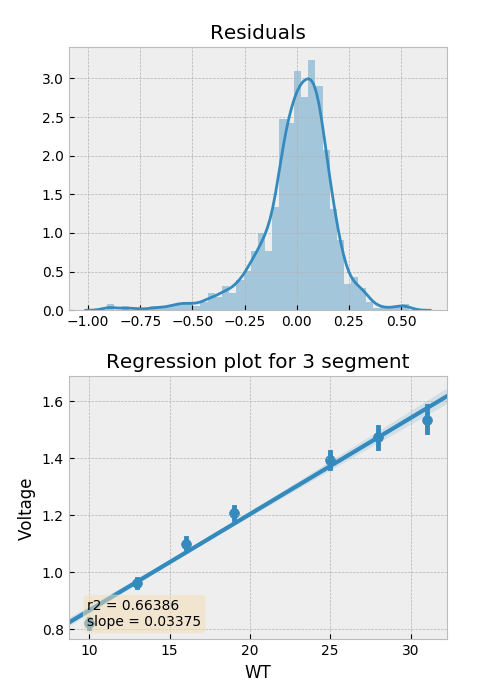 Residuals
3.0
2.5
2.0
1.5
1.0
0.5
0.0
−1.00 −0.75 −0.50 −0.25 0.00 0.25 0.50
Regression plot for 3 segment
1.6
1.4
1.2
1.0
0.8
Voltage
r2 = 0.66386
slope = 0.03375
10 15 20 25 30
WT